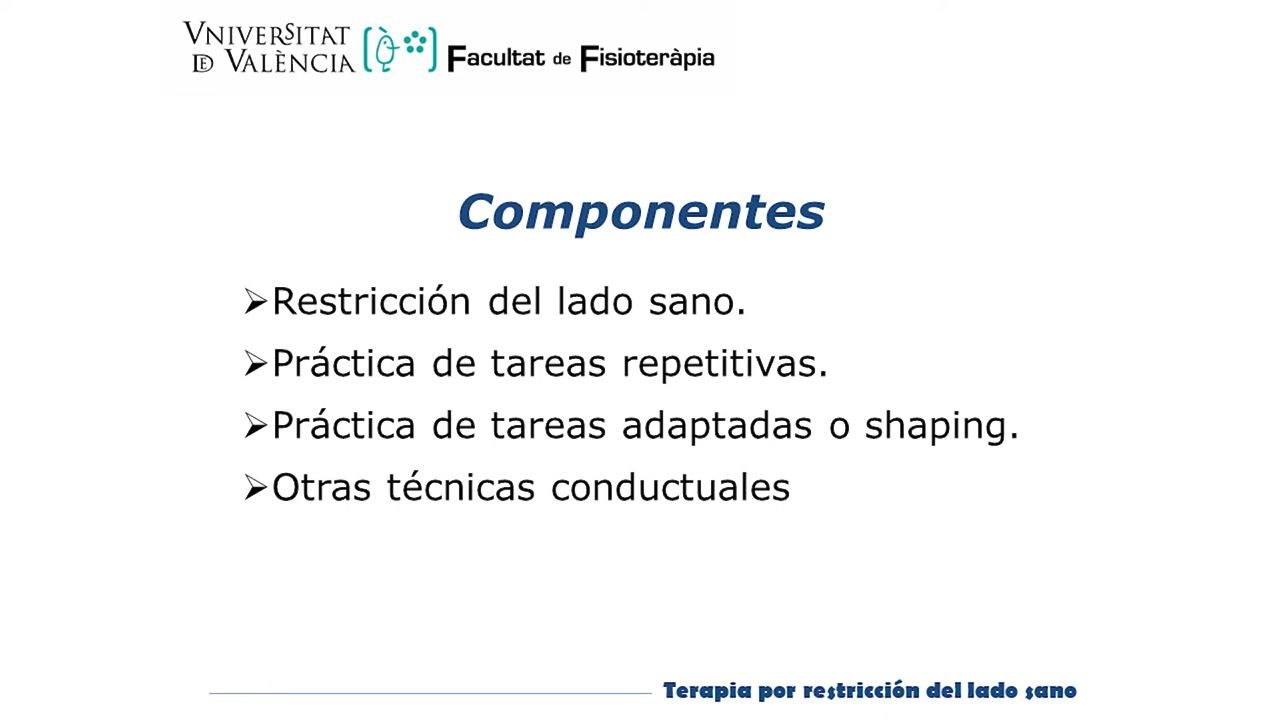 VNIVERSITAT
DE VALÈNCIA
Facultat de Fisioteràpia
Componentes
➢Restricción del lado sano.
➢Práctica de tareas repetitivas.
➢Práctica de tareas adaptadas o shaping.
➢Otras técnicas conductuales
Terapia por restricción del lado sano